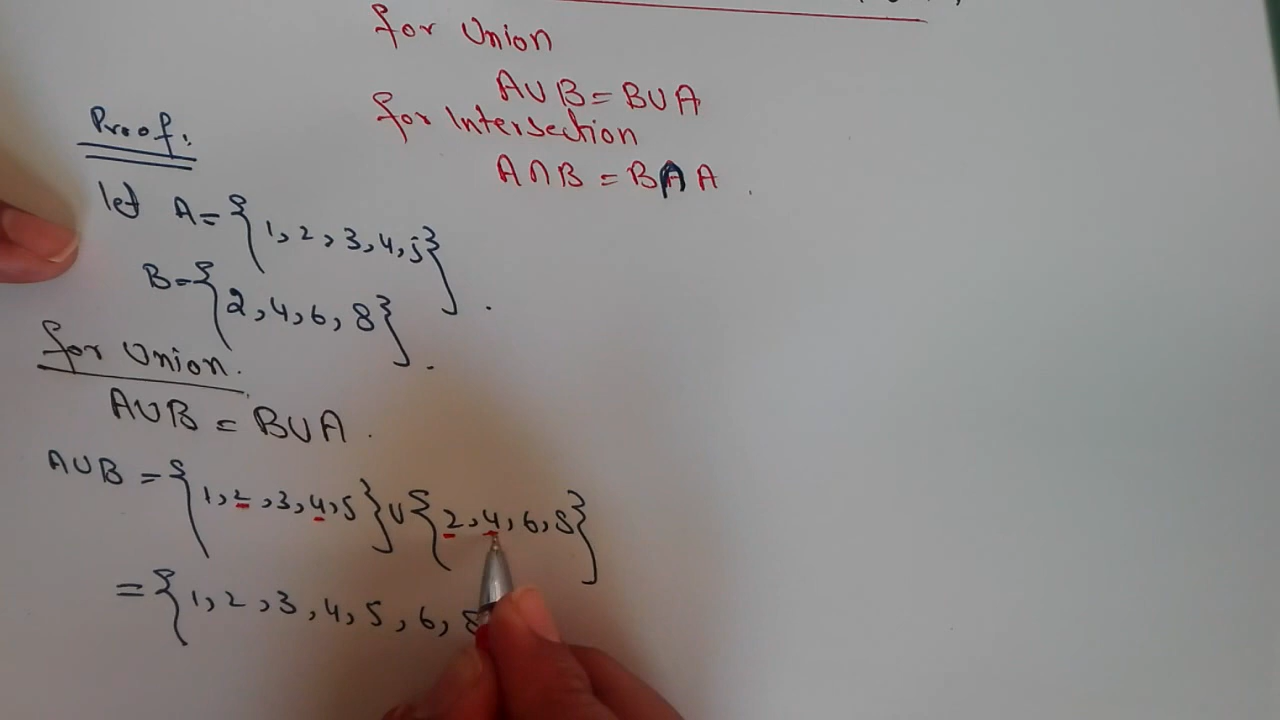 for Union
A∪B = B∪A
for Intersection
A∩B = B∩A .
Proof:
let A = {1, 2, 3, 4, 5} .
B = {2, 4, 6, 8} .
for Union.
A∪B = B∪A .
A∪B = {1, 2, 3, 4, 5} ∪ {2, 4, 6, 8}
= {1, 2, 3, 4, 5, 6, 8